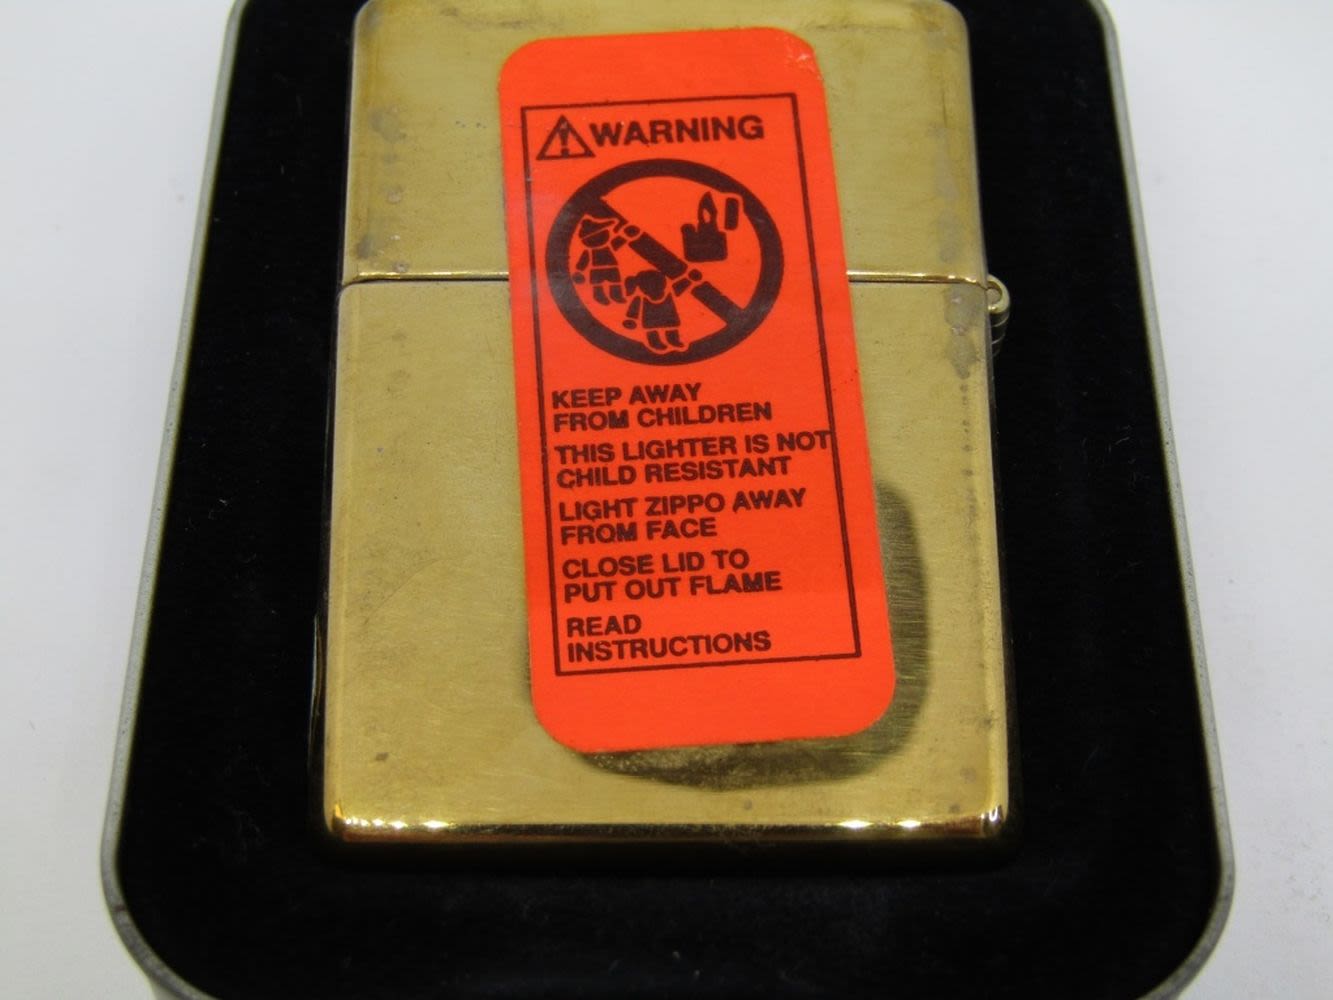 WARNING
KEEP AWAY
FROM CHILDREN
THIS LIGHTER IS NOT
CHILD RESISTANT
LIGHT ZIPPO AWAY
FROM FACE
CLOSE LID TO
PUT OUT FLAME
READ
INSTRUCTIONS